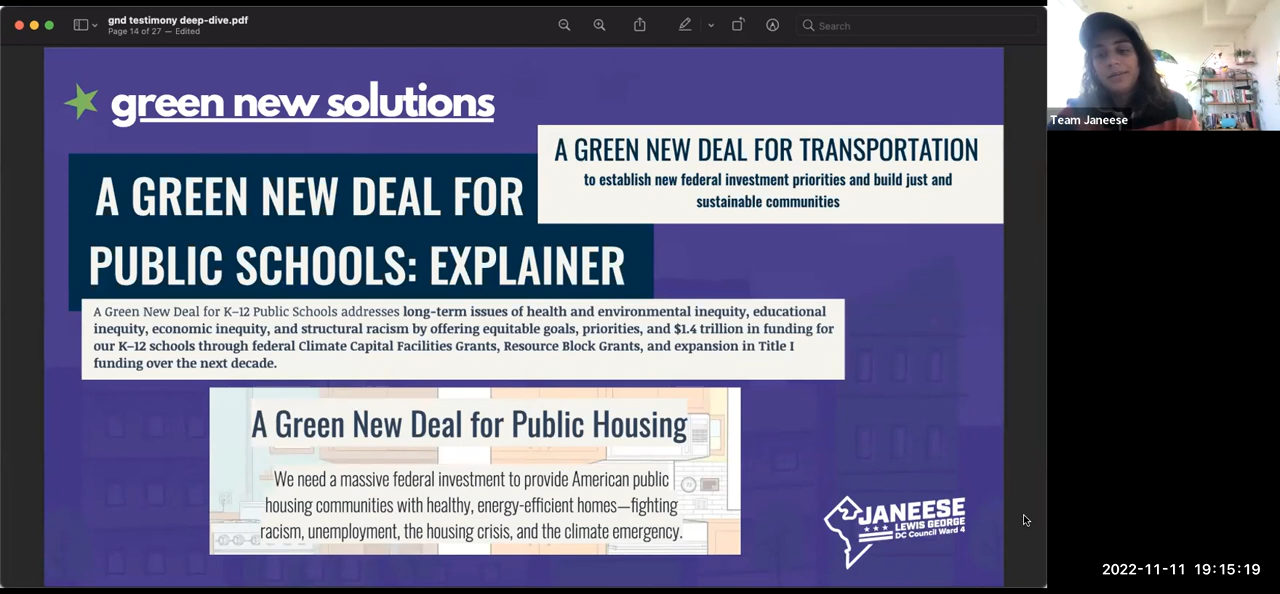 gnd testimony deep-dive.pdf
Page 14 of 27 — Edited
Search
green new solutions
A GREEN NEW DEAL FOR TRANSPORTATION
to establish new federal investment priorities and build just and
sustainable communities
A GREEN NEW DEAL FOR
PUBLIC SCHOOLS: EXPLAINER
A Green New Deal for K–12 Public Schools addresses long-term issues of health and environmental inequity, educational
inequity, economic inequity, and structural racism by offering equitable goals, priorities, and $1.4 trillion in funding for
our K–12 schools through federal Climate Capital Facilities Grants, Resource Block Grants, and expansion in Title I
funding over the next decade.
A Green New Deal for Public Housing
We need a massive federal investment to provide American public
housing communities with healthy, energy-efficient homes—fighting
racism, unemployment, the housing crisis, and the climate emergency.
JANEESE
LEWIS GEORGE
DC Council Ward 4
Team Janeese
2022-11-11 19:15:19